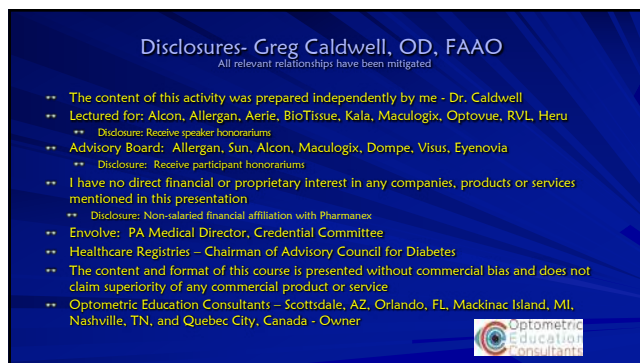 Disclosures- Greg Caldwell, OD, FAAO
All relevant relationships have been mitigated
The content of this activity was prepared independently by me - Dr. Caldwell
Lectured for: Alcon, Allergan, Aerie, BioTissue, Kala, Maculogix, Optovue, RVL, Heru
Disclosure: Receive speaker honorariums
Advisory Board: Allergan, Sun, Alcon, Maculogix, Dompe, Visus, Eyenovia
Disclosure: Receive participant honorariums
I have no direct financial or proprietary interest in any companies, products or services
mentioned in this presentation
Disclosure: Non-salaried financial affiliation with Pharmanex
Envolve: PA Medical Director, Credential Committee
Healthcare Registries – Chairman of Advisory Council for Diabetes
The content and format of this course is presented without commercial bias and does not
claim superiority of any commercial product or service
Optometric Education Consultants – Scottsdale, AZ, Orlando, FL, Mackinac Island, MI,
Nashville, TN, and Quebec City, Canada - Owner
Optometric
Education
Consultants